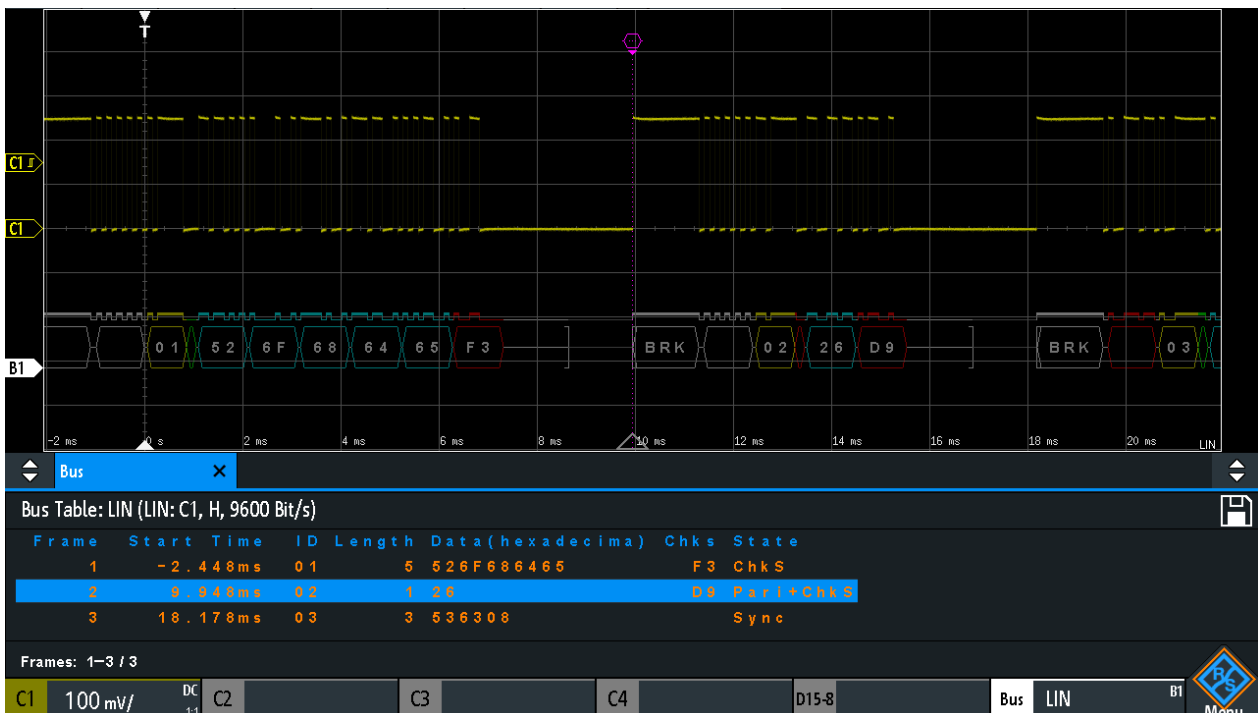 T
C1
C1
01 52 6F 68 64 65 F3 BRK 02 26 D9 BRK 03
B1
-2 ms 0 s 2 ms 4 ms 6 ms 8 ms 10 ms 12 ms 14 ms 16 ms 18 ms 20 ms LIN
Bus
Bus Table: LIN (LIN: C1, H, 9600 Bit/s)
Frame Start Time ID Length Data(hexadecima) Chks State
1 -2.448ms 01 5 526F686465 F3 ChkS
2 9.948ms 02 1 26 D9 Pari+ChkS
3 18.178ms 03 3 536308 Sync
Frames: 1-3 / 3
C1 100 mV/ DC 1:1 C2 C3 C4 D15-8 Bus LIN B1 R/S Menu